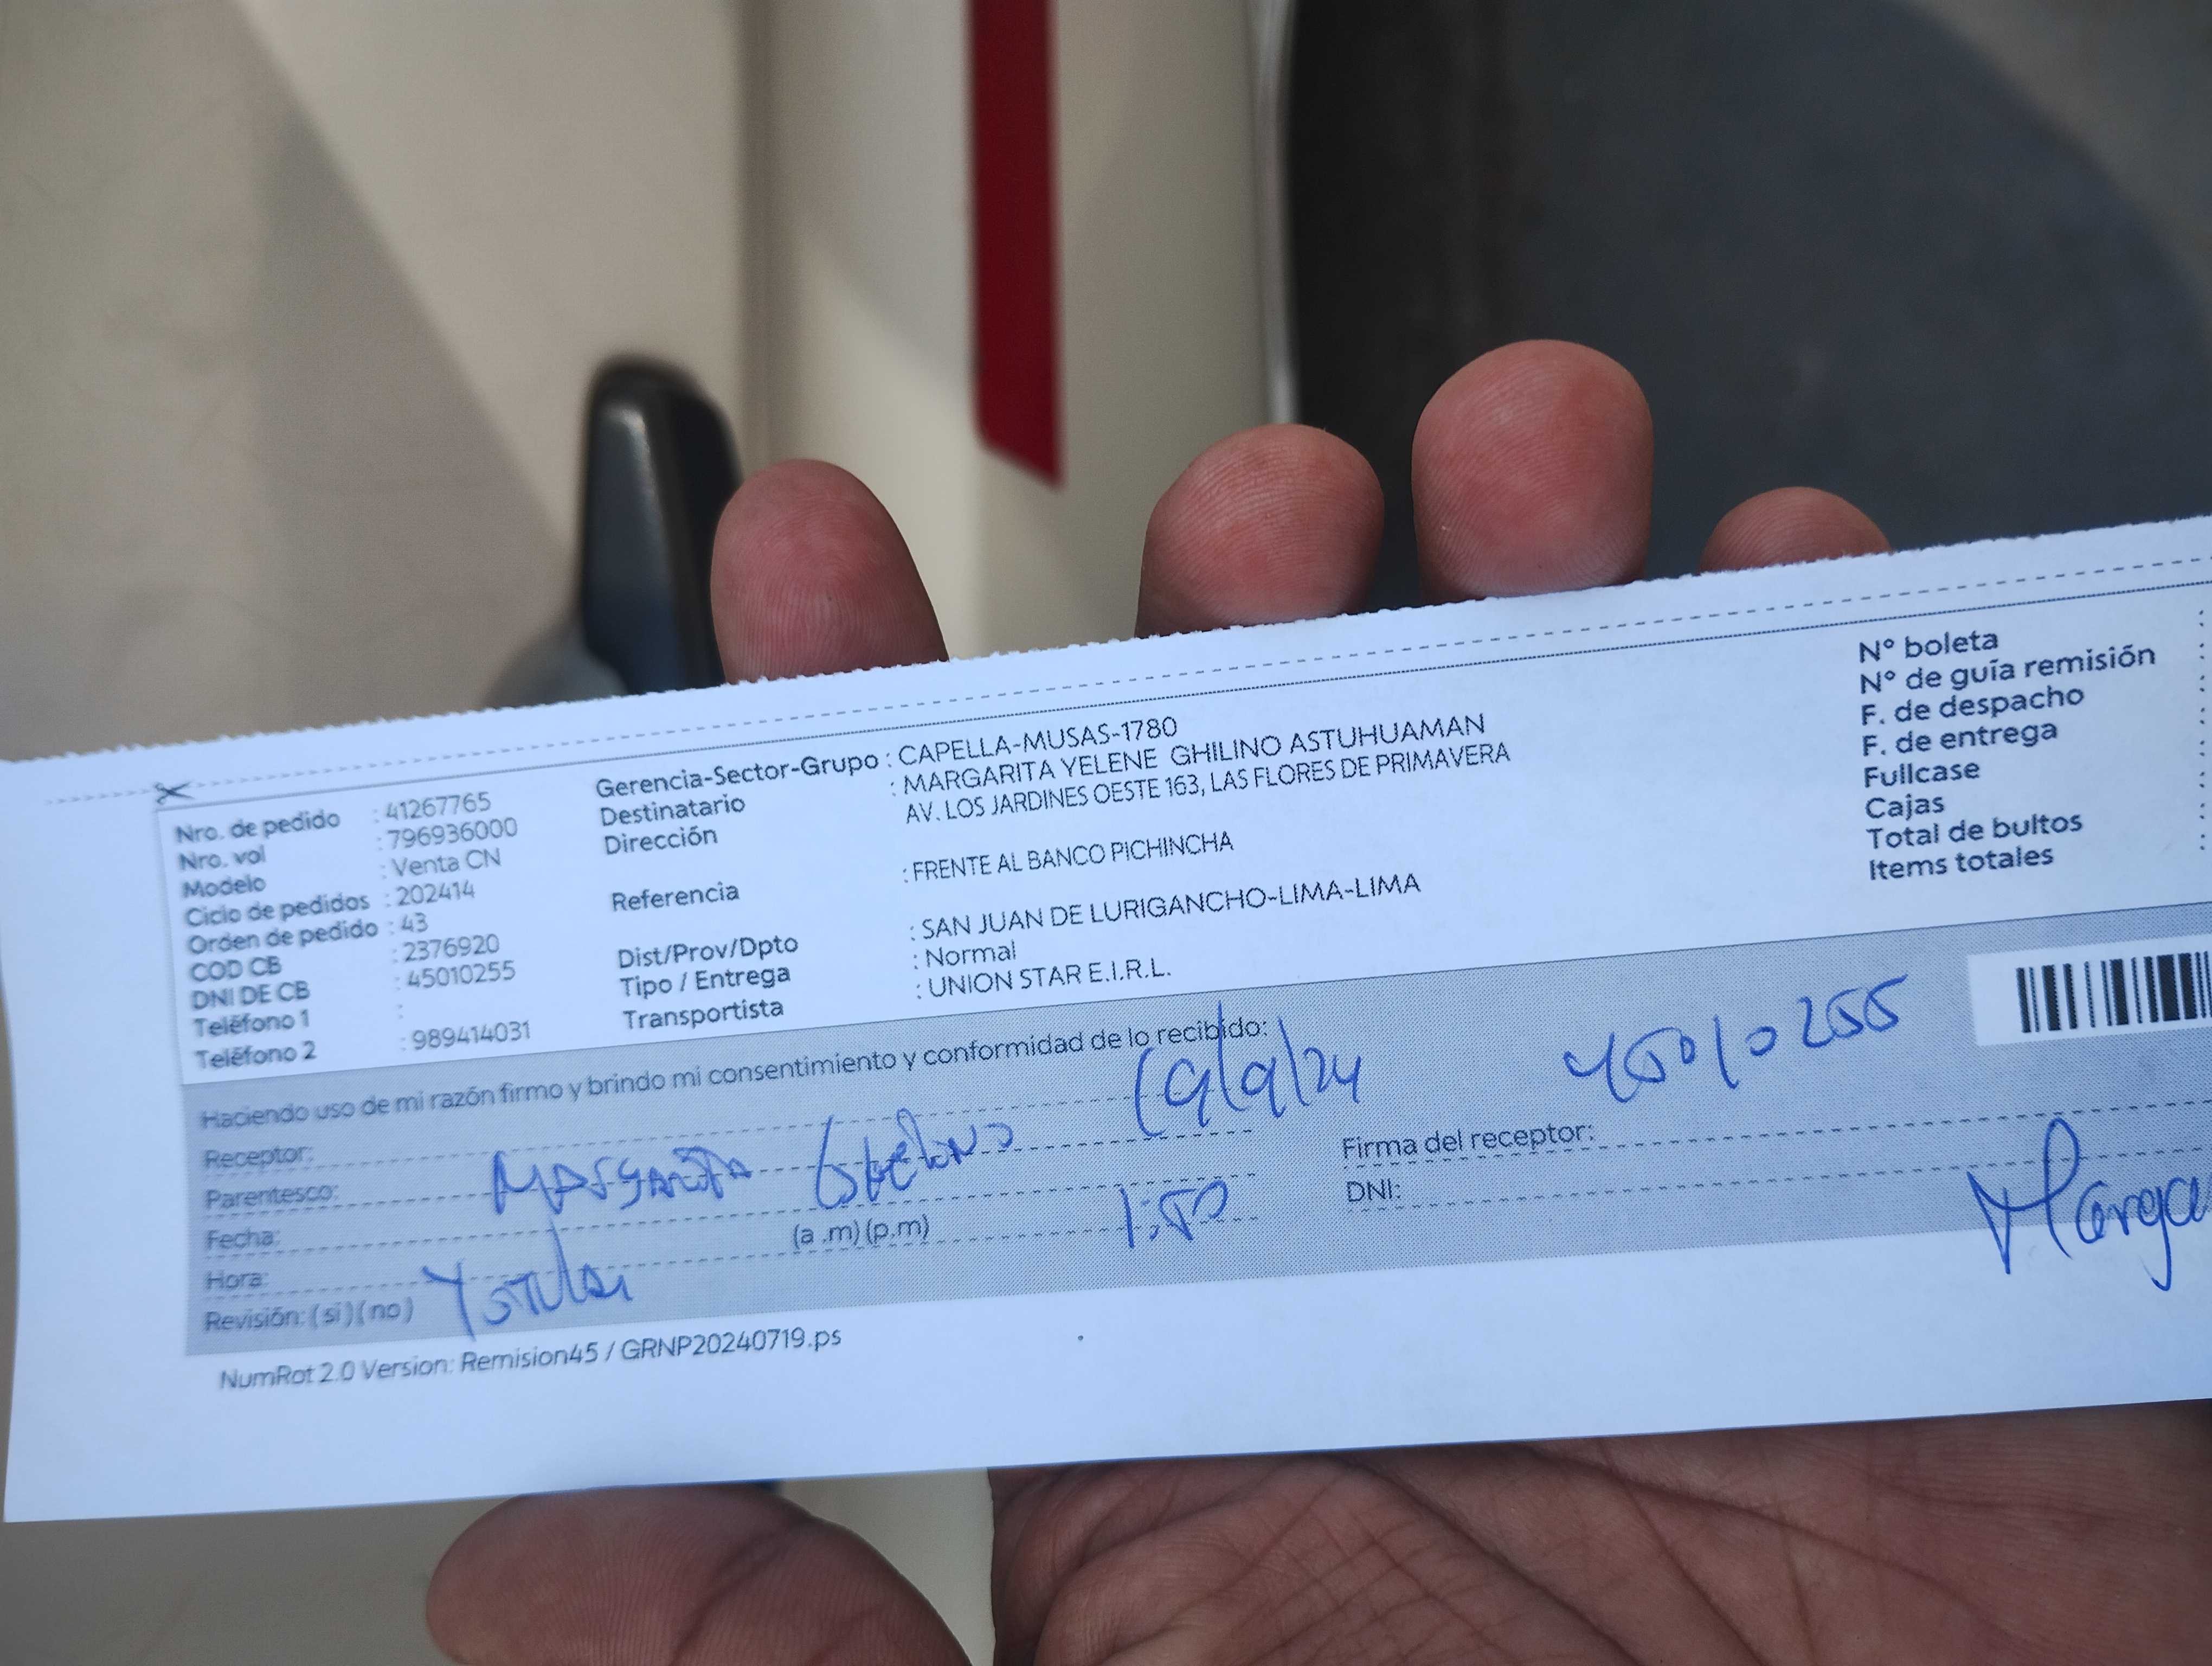 Nro. de pedido : 41267765
Nro. vol : 796936000
Modelo : Venta CN
Ciclo de pedidos : 202414
Orden de pedido : 43
COD CB : 2376920
DNI DE CB : 45010255
Teléfono 1 :
Teléfono 2 : 989414031
Gerencia-Sector-Grupo : CAPELLA-MUSAS-1780
Destinatario : MARGARITA YELENE GHILINO ASTUHUAMAN
Dirección AV. LOS JARDINES OESTE 163, LAS FLORES DE PRIMAVERA
Referencia : FRENTE AL BANCO PICHINCHA
Dist/Prov/Dpto : SAN JUAN DE LURIGANCHO-LIMA-LIMA
Tipo / Entrega : Normal
Transportista : UNION STAR E.I.R.L.
N° boleta :
N° de guía remisión :
F. de despacho :
F. de entrega :
Fullcase :
Cajas :
Total de bultos :
Items totales :
Haciendo uso de mi razón firmo y brindo mi consentimiento y conformidad de lo recibido:
19/9/24
45010255
Receptor:
Margarita Ghilino
Firma del receptor:
Parentesco:
DNI:
Fecha:
(a .m) (p.m) 1:50
Hora:
Titular
Revisión: ( si ) ( no )
Marga
NumRot 2.0 Version: Remision45 / GRNP20240719.ps